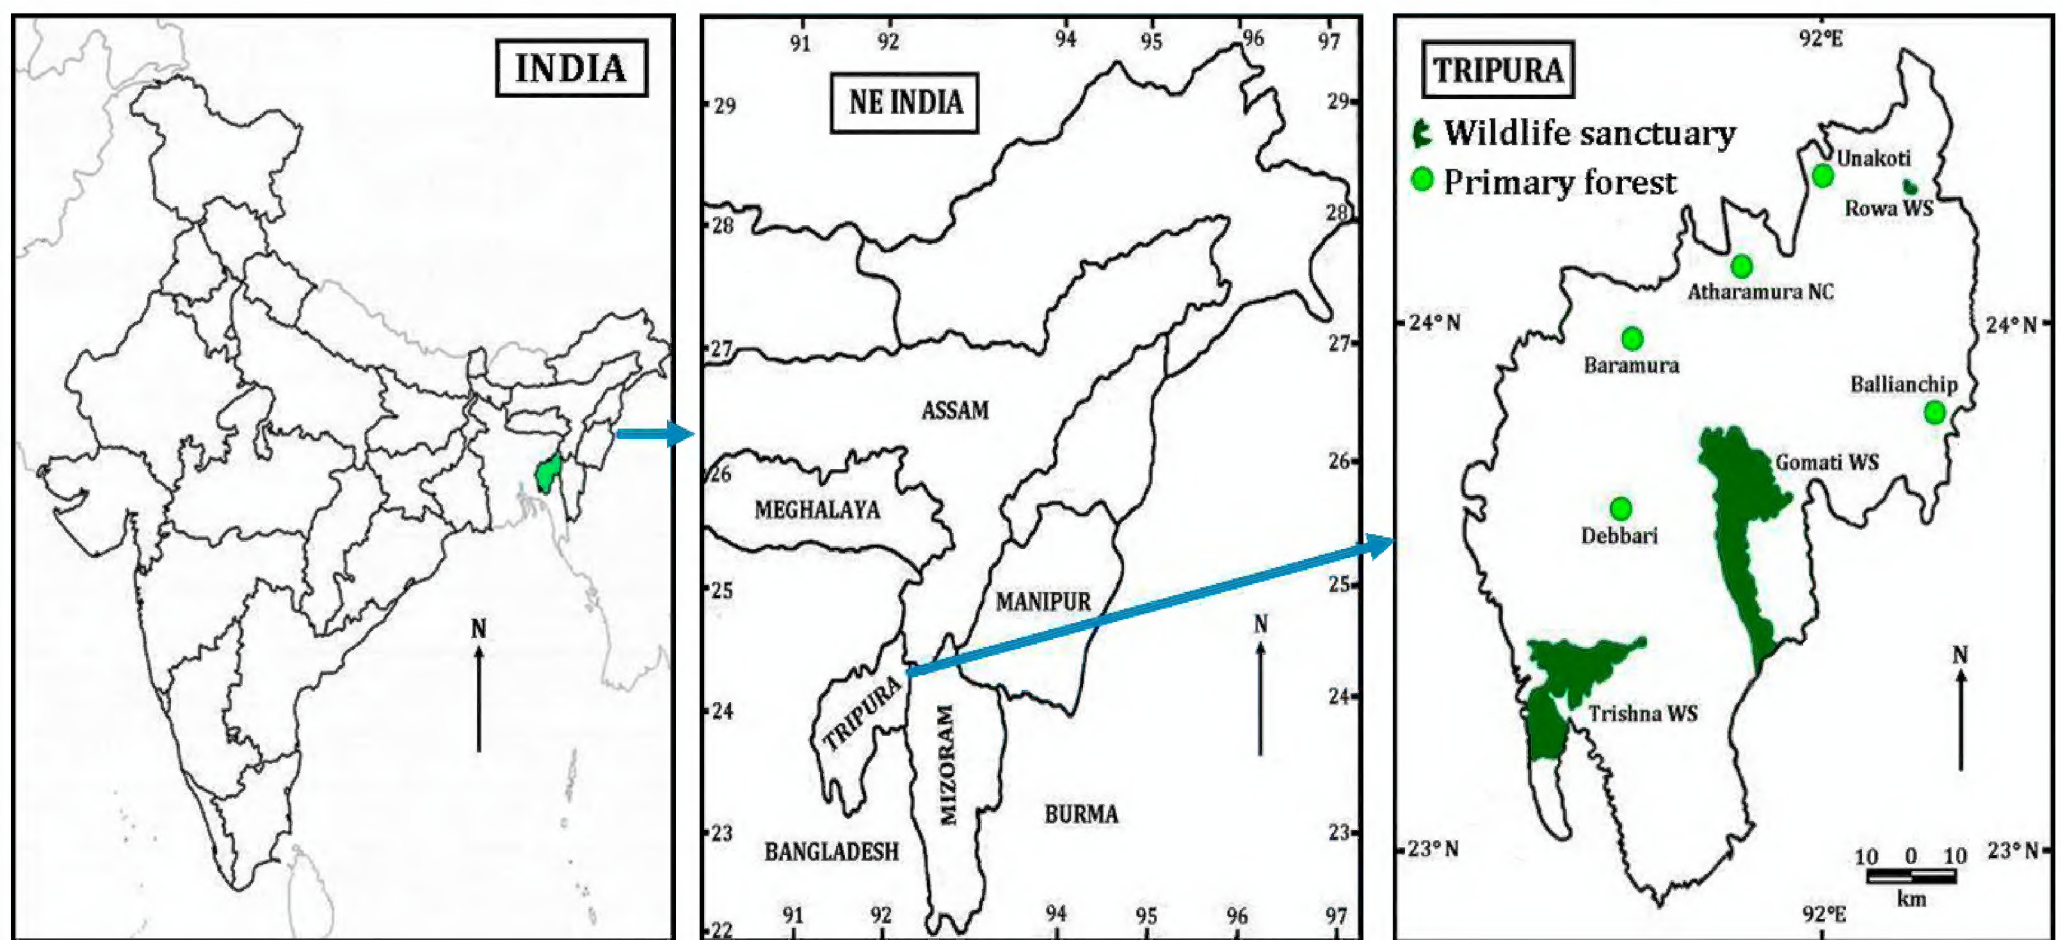 INDIA
N
91 92 94 95 96 97
NE INDIA
29 29
28 28
27 27
ASSAM
26 26
MEGHALAYA
25 25
MANIPUR
N
24 24
TRIPURA
MIZORAM
BURMA
23 23
BANGLADESH
22
91 92 94 95 96 97
92°E
TRIPURA
Wildlife sanctuary
Primary forest
Unakoti
Rowa WS
Atharamura NC
24°N 24°N
Baramura
Ballianchip
Gomati WS
Debbari
N
Trishna WS
23°N 23°N
10 0 10
km
92°E